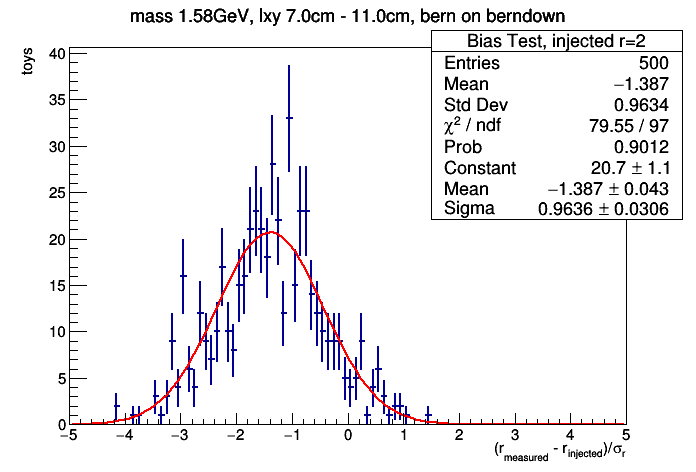 mass 1.58GeV, lxy 7.0cm - 11.0cm, bern on berndown
Bias Test, injected r=2
Entries 500
Mean −1.387
Std Dev 0.9634
χ² / ndf 79.55 / 97
Prob 0.9012
Constant 20.7 ± 1.1
Mean −1.387 ± 0.043
Sigma 0.9636 ± 0.0306
toys
40
35
30
25
20
15
10
5
0
−5 −4 −3 −2 −1 0 1 2 3 4 5
(r_measured - r_injected)/σ_r